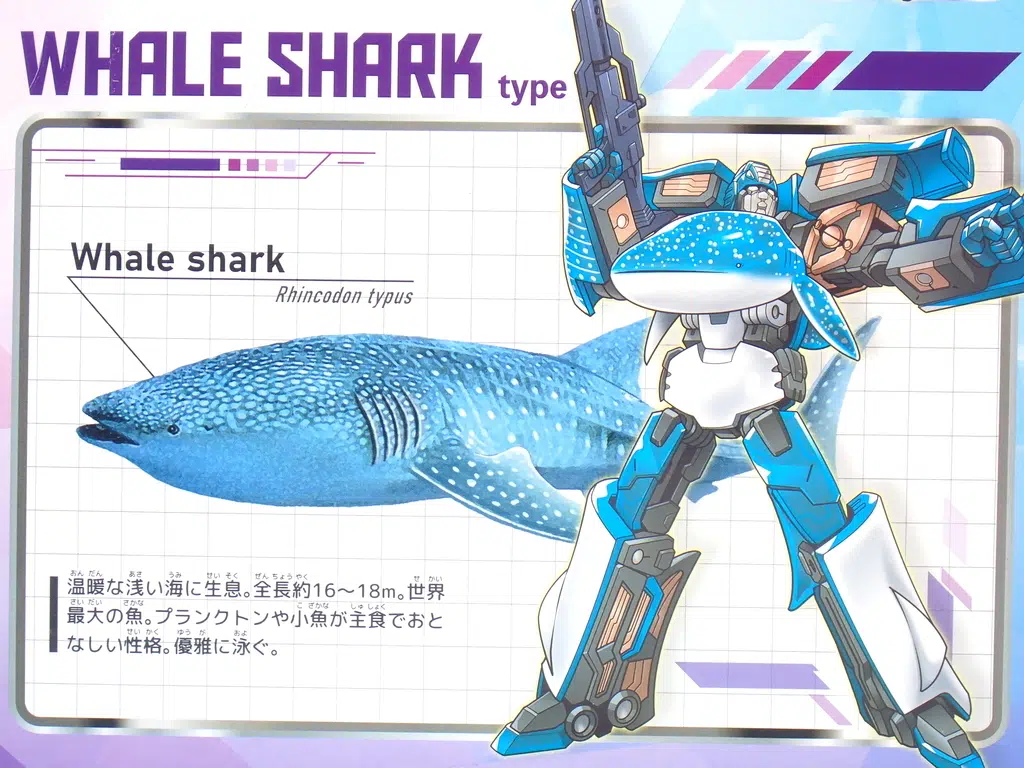 WHALE SHARK type
Whale shark
Rhincodon typus
温暖な浅い海に生息。全長約16〜18m。世界
最大の魚。プランクトンや小魚が主食でおと
なしい性格。優雅に泳ぐ。